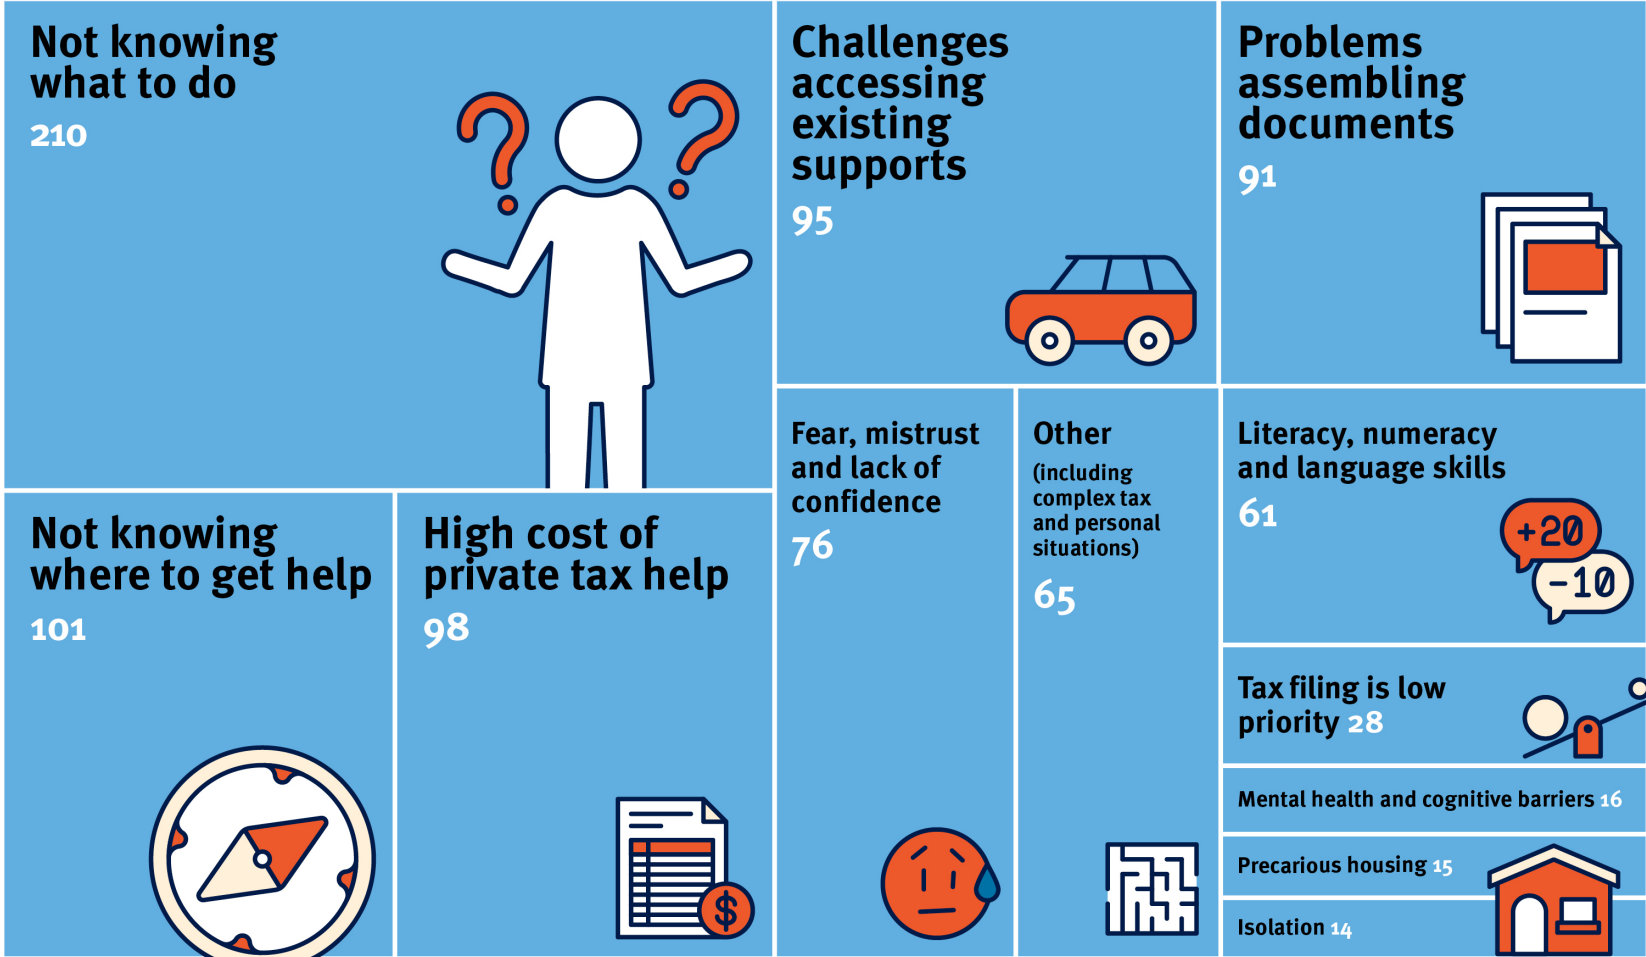 Not knowing
what to do
210
Challenges
accessing
existing
supports
95
Problems
assembling
documents
91
Not knowing
where to get help
101
High cost of
private tax help
98
$
Fear, mistrust
and lack of
confidence
76
Other
(including
complex tax
and personal
situations)
65
Literacy, numeracy
and language skills
61
+20
-10
Tax filing is low
priority 28
Mental health and cognitive barriers 16
Precarious housing 15
Isolation 14
? ?